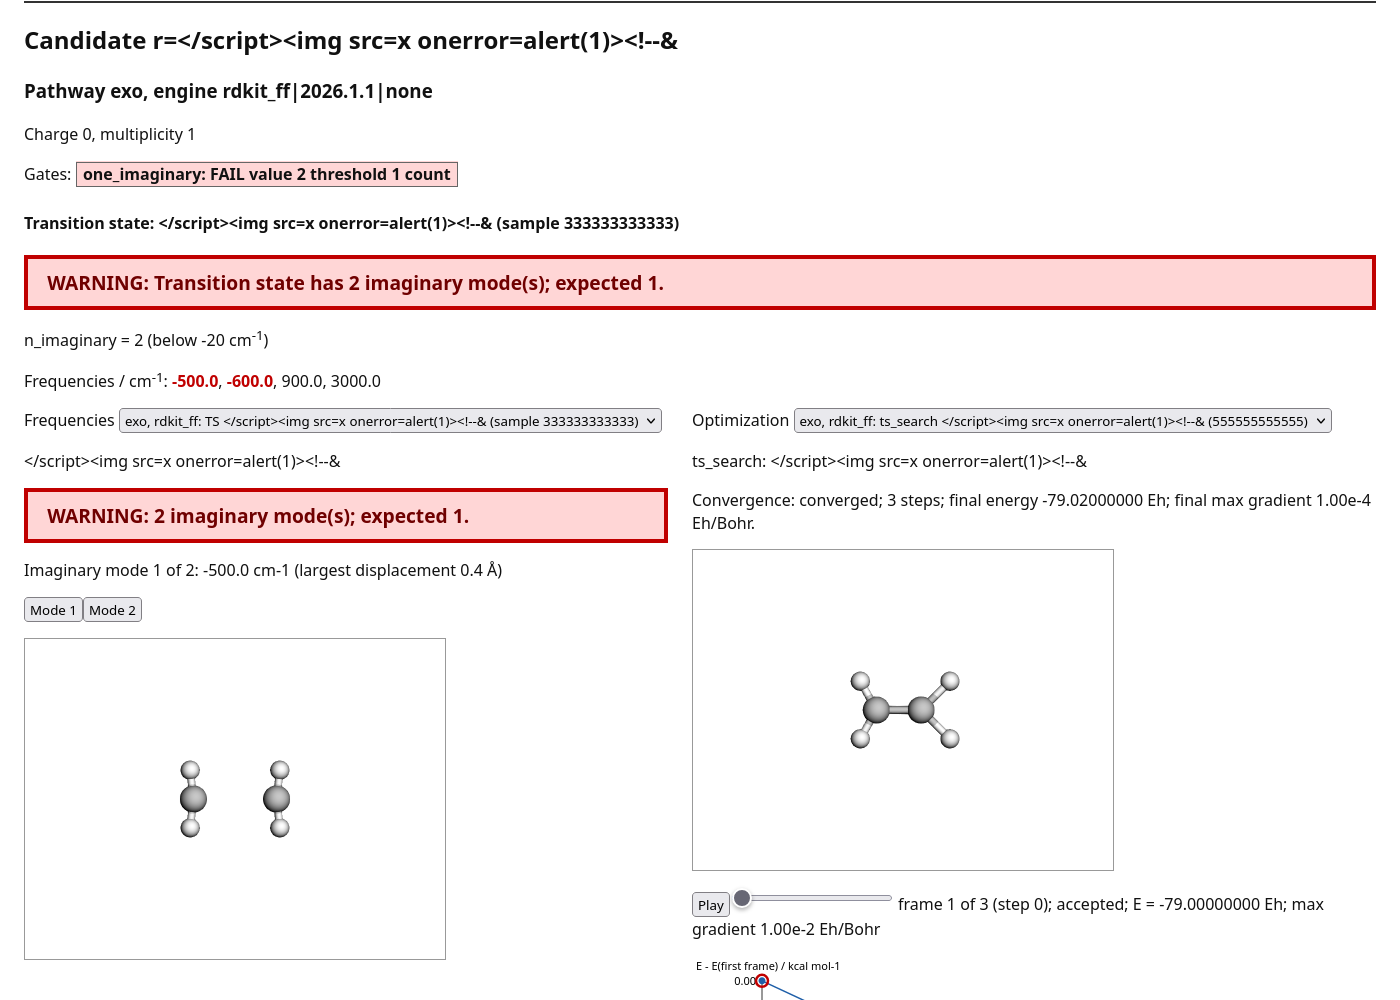 Candidate r=</script><img src=x onerror=alert(1)><!--&
Pathway exo, engine rdkit_ff|2026.1.1|none
Charge 0, multiplicity 1
Gates: one_imaginary: FAIL value 2 threshold 1 count
Transition state: </script><img src=x onerror=alert(1)><!--& (sample 333333333333)
WARNING: Transition state has 2 imaginary mode(s); expected 1.
n_imaginary = 2 (below -20 cm-1)
Frequencies / cm-1: -500.0, -600.0, 900.0, 3000.0
Frequencies exo, rdkit_ff: TS </script><img src=x onerror=alert(1)><!--& (sample 333333333333)
</script><img src=x onerror=alert(1)><!--&
WARNING: 2 imaginary mode(s); expected 1.
Imaginary mode 1 of 2: -500.0 cm-1 (largest displacement 0.4 Å)
Mode 1 Mode 2
Optimization exo, rdkit_ff: ts_search </script><img src=x onerror=alert(1)><!--& (555555555555)
ts_search: </script><img src=x onerror=alert(1)><!--&
Convergence: converged; 3 steps; final energy -79.02000000 Eh; final max gradient 1.00e-4
Eh/Bohr.
Play frame 1 of 3 (step 0); accepted; E = -79.00000000 Eh; max
gradient 1.00e-2 Eh/Bohr
E - E(first frame) / kcal mol-1
0.00